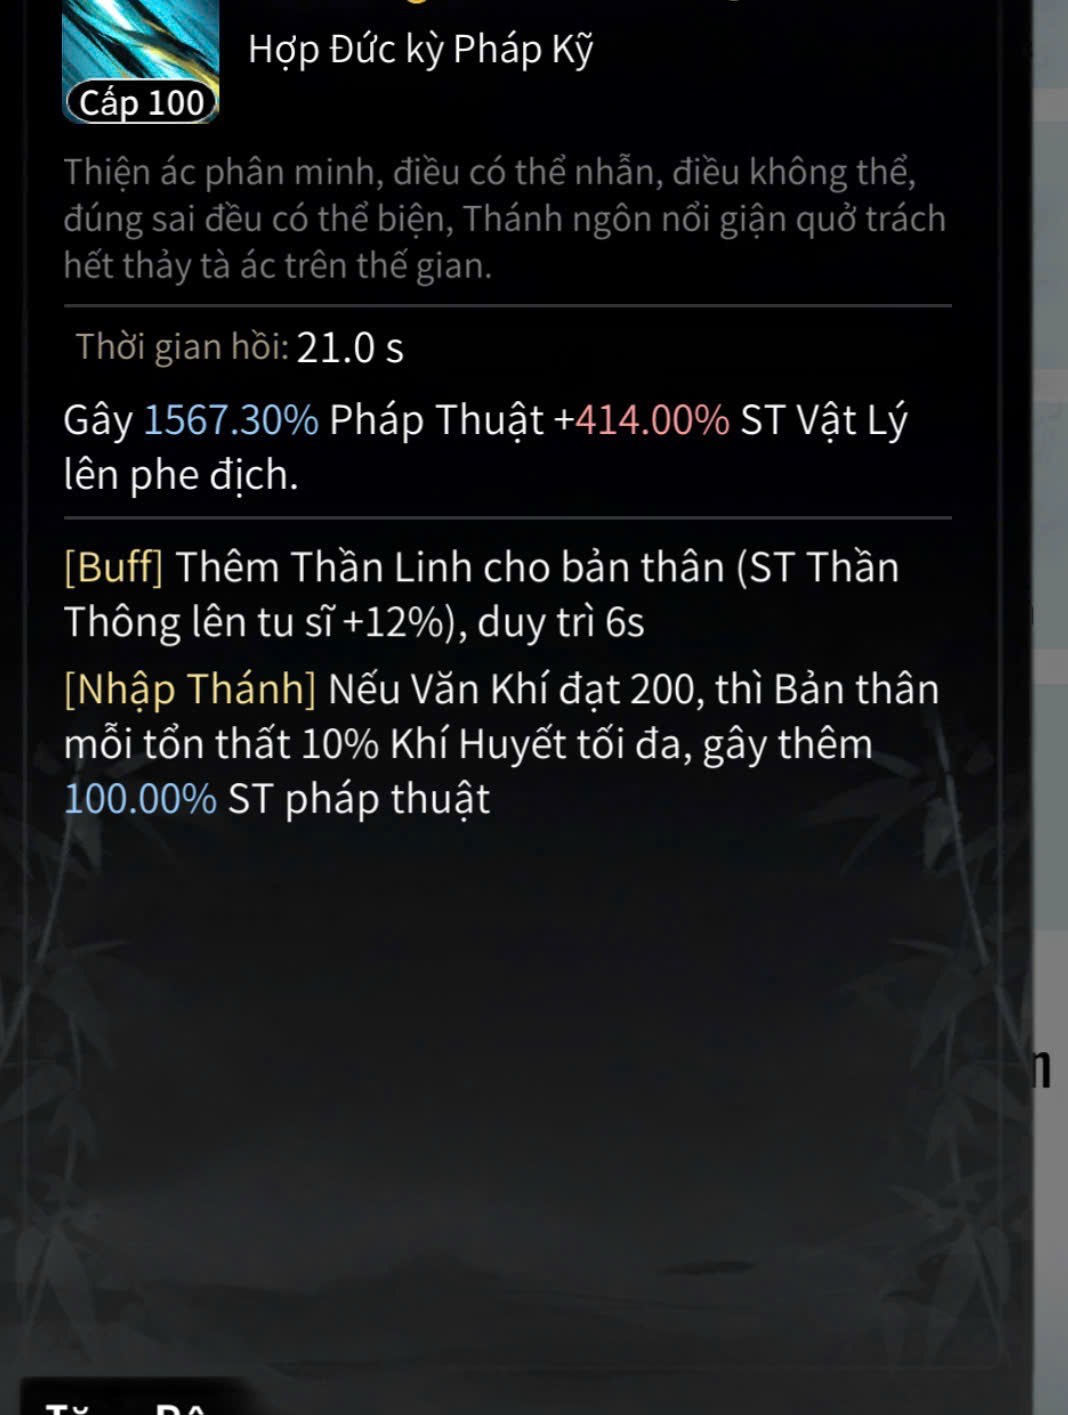 Hợp Đức kỳ Pháp Kỹ
Cấp 100
Thiện ác phân minh, điều có thể nhẫn, điều không thể,
đúng sai đều có thể biện, Thánh ngôn nổi giận quở trách
hết thảy tà ác trên thế gian.
Thời gian hồi: 21.0 s
Gây 1567.30% Pháp Thuật +414.00% ST Vật Lý
lên phe địch.
[Buff] Thêm Thần Linh cho bản thân (ST Thần
Thông lên tu sĩ +12%), duy trì 6s
[Nhập Thánh] Nếu Văn Khí đạt 200, thì Bản thân
mỗi tổn thất 10% Khí Huyết tối đa, gây thêm
100.00% ST pháp thuật